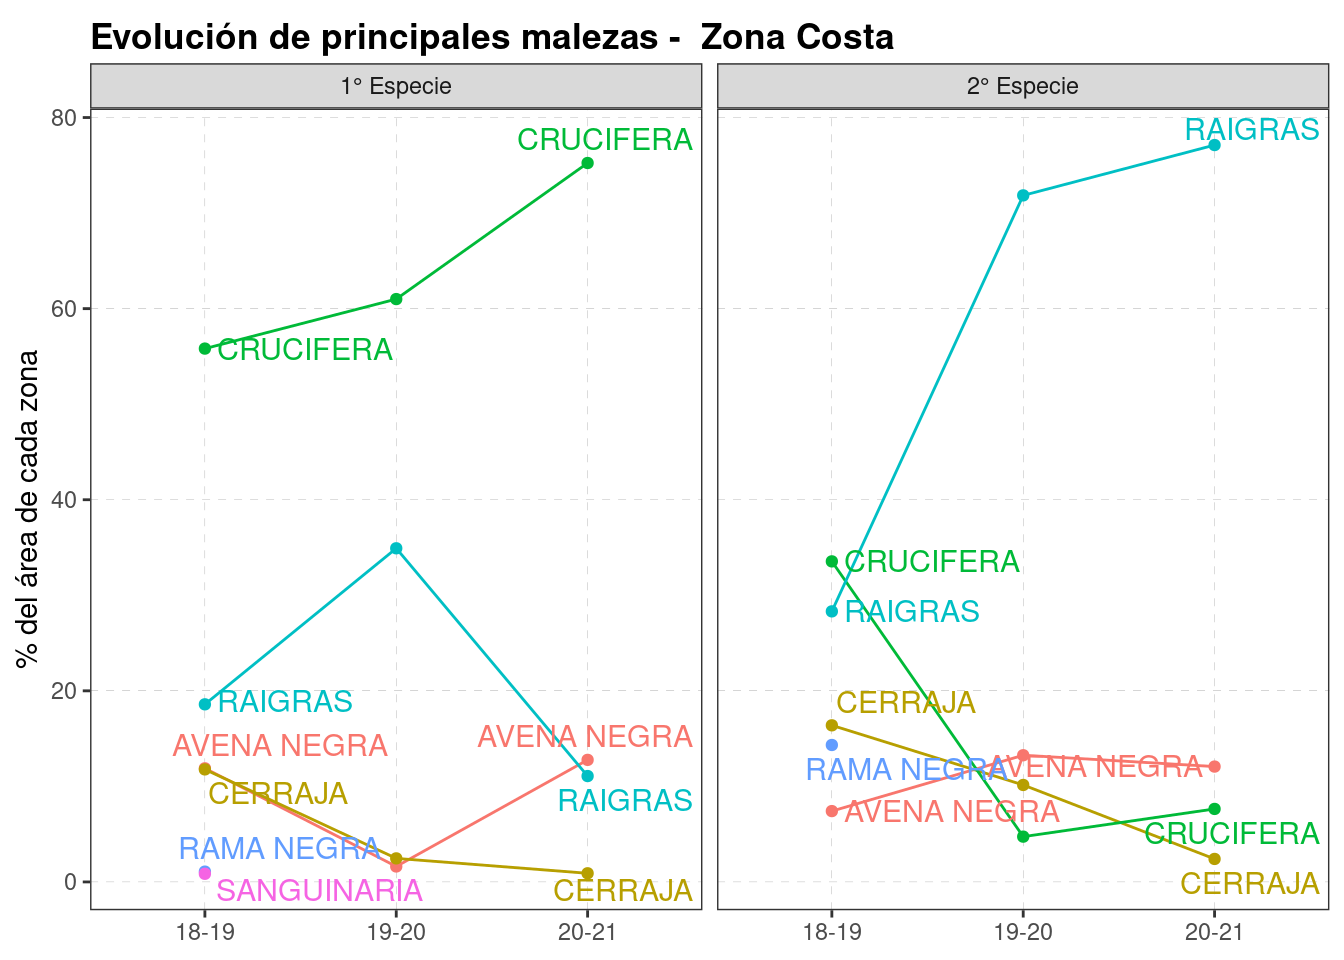 Evolución de principales malezas -  Zona Costa
1° Especie
2° Especie
% del área de cada zona
80
60
40
20
0
CRUCIFERA
CRUCIFERA
RAIGRAS
AVENA NEGRA
AVENA NEGRA
CERRAJA
RAIGRAS
RAMA NEGRA
SANGUINARIA
CERRAJA
18-19
19-20
20-21
RAIGRAS
CRUCIFERA
RAIGRAS
CERRAJA
RAMA NEGRA
AVENA NEGRA
AVENA NEGRA
CRUCIFERA
CERRAJA
18-19
19-20
20-21